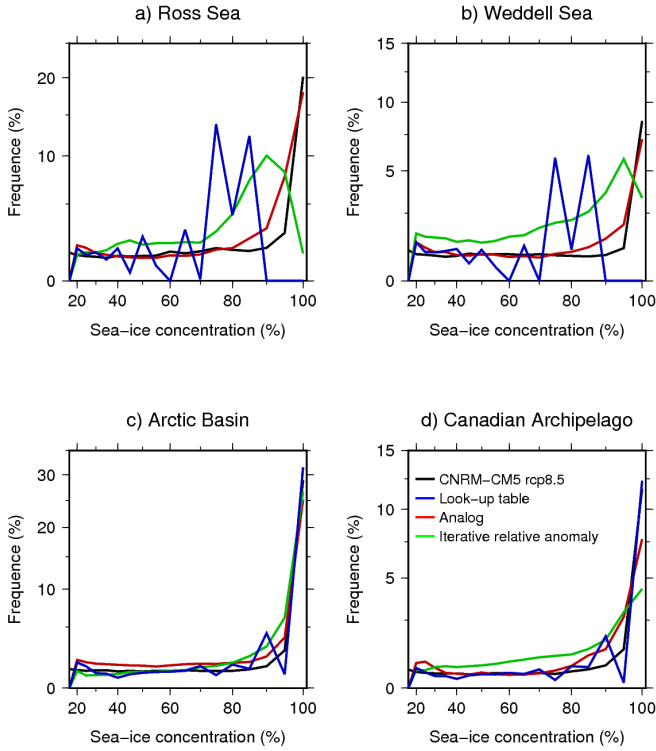 a) Ross Sea
b) Weddell Sea
Frequence (%)
20
10
0
20 40 60 80 100
Sea-ice concentration (%)
Frequence (%)
15
10
5
0
20 40 60 80 100
Sea-ice concentration (%)
c) Arctic Basin
d) Canadian Archipelago
Frequence (%)
30
20
10
0
20 40 60 80 100
Sea-ice concentration (%)
Frequence (%)
15
10
5
0
CNRM-CM5 rcp8.5
Look-up table
Analog
Iterative relative anomaly
20 40 60 80 100
Sea-ice concentration (%)